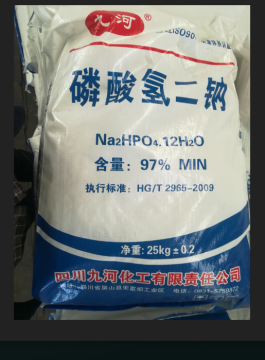 九河
ISO90
磷酸氢二钠
Na2HPO4.12H2O
含量：97% MIN
执行标准：HG/T 2965-2009
净重：25kg±0.2
四川九河化工有限责任公司